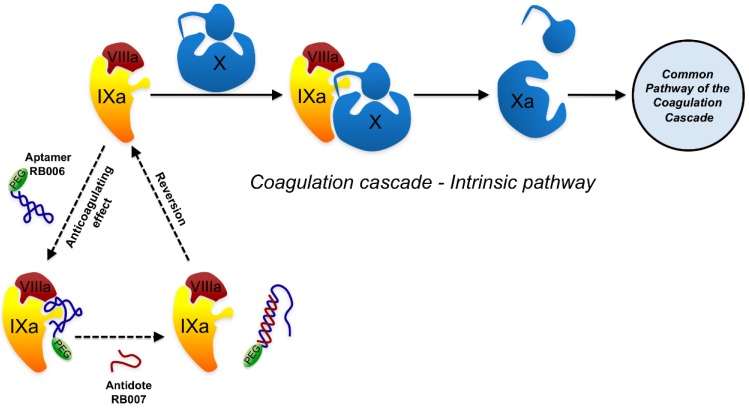 VIIIa
IXa
X
VIIIa
IXa
X
Xa
Common
Pathway of the
Coagulation
Cascade
Aptamer
RB006
PEG
Anticoagulating
effect
Reversion
Coagulation cascade - Intrinsic pathway
VIIIa
IXa
PEG
Antidote
RB007
VIIIa
IXa
PEG